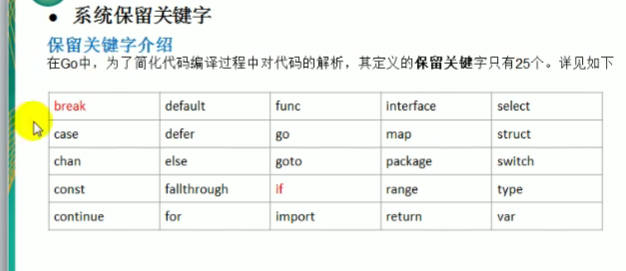 系统保留关键字
保留关键字介绍
在Go中，为了简化代码编译过程中对代码的解析，其定义的保留关键字只有25个。详见如下
break default func interface select
case defer go map struct
chan else goto package switch
const fallthrough if range type
continue for import return var